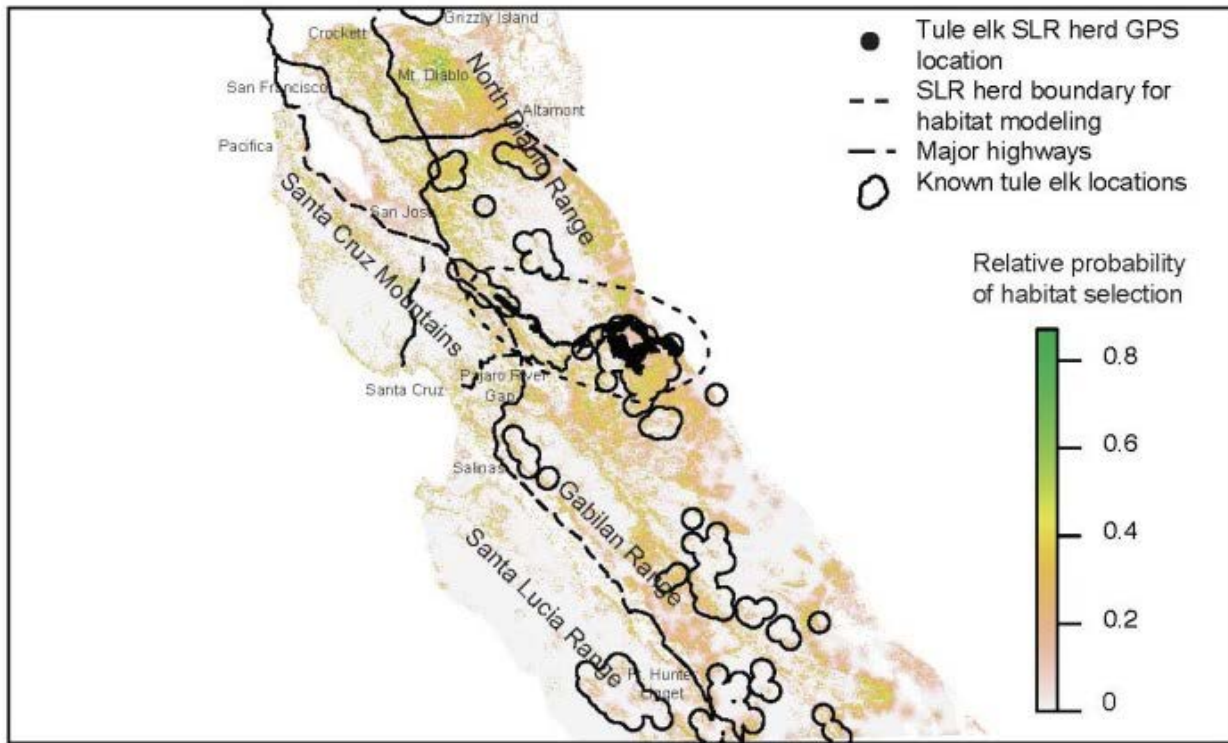 Grizzly Island
Crockett
Mt. Diablo
North Diablo Range
San Francisco
Altamont
Pacifica
Santa Cruz Mountains
San Jose
Santa Cruz
Pajaro River
Gap
Salinas
Gabilan Range
Santa Lucia Range
Ft. Hunter
Ligget
Tule elk SLR herd GPS
location
SLR herd boundary for
habitat modeling
Major highways
Known tule elk locations
Relative probability
of habitat selection
0.8
0.6
0.4
0.2
0